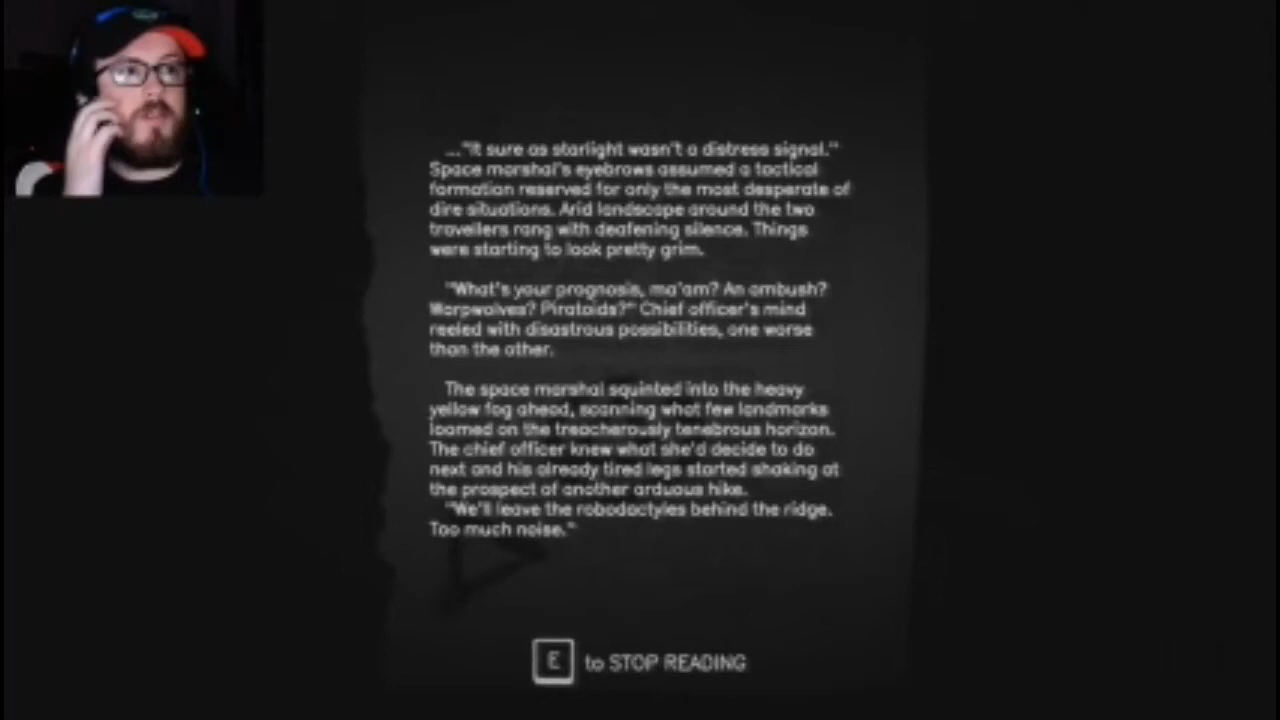 ..."It sure as starlight wasn't a distress signal."
Space marshal's eyebrows assumed a tactical
formation reserved for only the most desperate of
dire situations. Arid landscape around the two
travellers rang with deafening silence. Things
were starting to look pretty grim.
"What's your prognosis, ma'am? An ambush?
Warpwolves? Piratoids?" Chief officer's mind
reeled with disastrous possibilities, one worse
than the other.
The space marshal squinted into the heavy
yellow fog ahead, scanning what few landmarks
loomed on the treacherously tenebrous horizon.
The chief officer knew what she'd decide to do
next and his already tired legs started shaking at
the prospect of another arduous hike.
"We'll leave the robodactyles behind the ridge.
Too much noise."
E to STOP READING